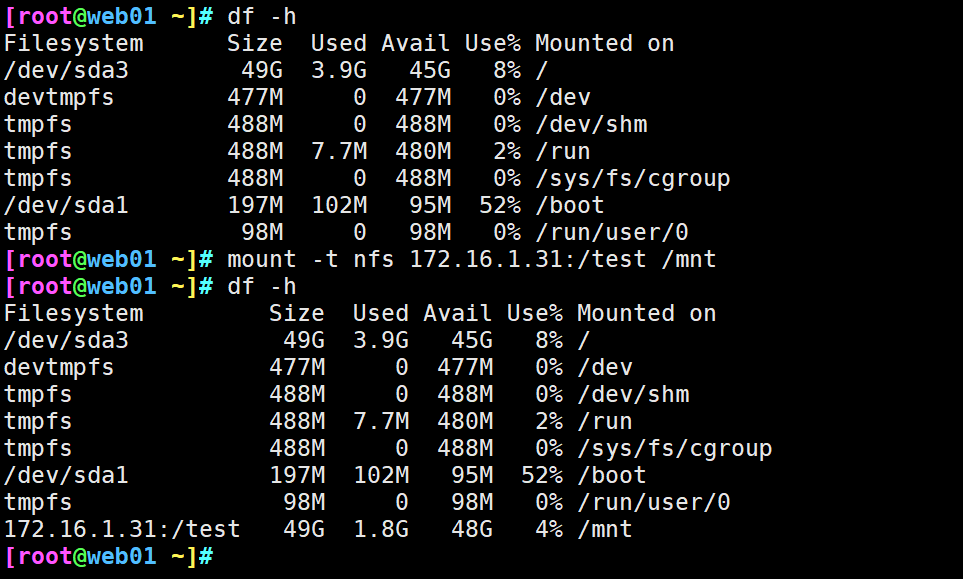 [root@web01 ~]# df -h
Filesystem      Size  Used Avail Use% Mounted on
/dev/sda3        49G  3.9G   45G   8% /
devtmpfs        477M     0  477M   0% /dev
tmpfs           488M     0  488M   0% /dev/shm
tmpfs           488M  7.7M  480M   2% /run
tmpfs           488M     0  488M   0% /sys/fs/cgroup
/dev/sda1       197M  102M   95M  52% /boot
tmpfs            98M     0   98M   0% /run/user/0
[root@web01 ~]# mount -t nfs 172.16.1.31:/test /mnt
[root@web01 ~]# df -h
Filesystem         Size  Used Avail Use% Mounted on
/dev/sda3           49G  3.9G   45G   8% /
devtmpfs           477M     0  477M   0% /dev
tmpfs              488M     0  488M   0% /dev/shm
tmpfs              488M  7.7M  480M   2% /run
tmpfs              488M     0  488M   0% /sys/fs/cgroup
/dev/sda1          197M  102M   95M  52% /boot
tmpfs               98M     0   98M   0% /run/user/0
172.16.1.31:/test   49G  1.8G   48G   4% /mnt
[root@web01 ~]#